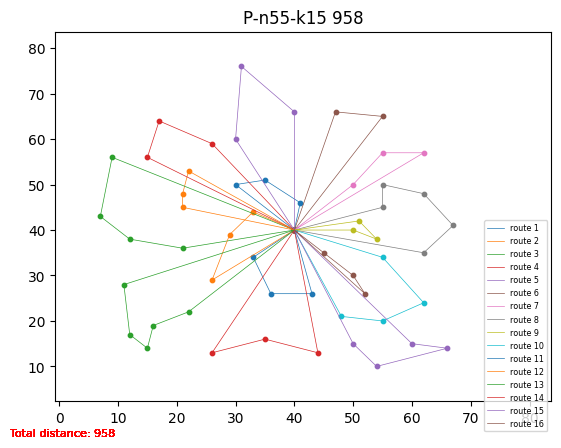 P-n55-k15 958
80
70
60
50
40
30
20
10
0 10 20 30 40 50 60 70 80
route 1
route 2
route 3
route 4
route 5
route 6
route 7
route 8
route 9
route 10
route 11
route 12
route 13
route 14
route 15
route 16
Total distance: 958